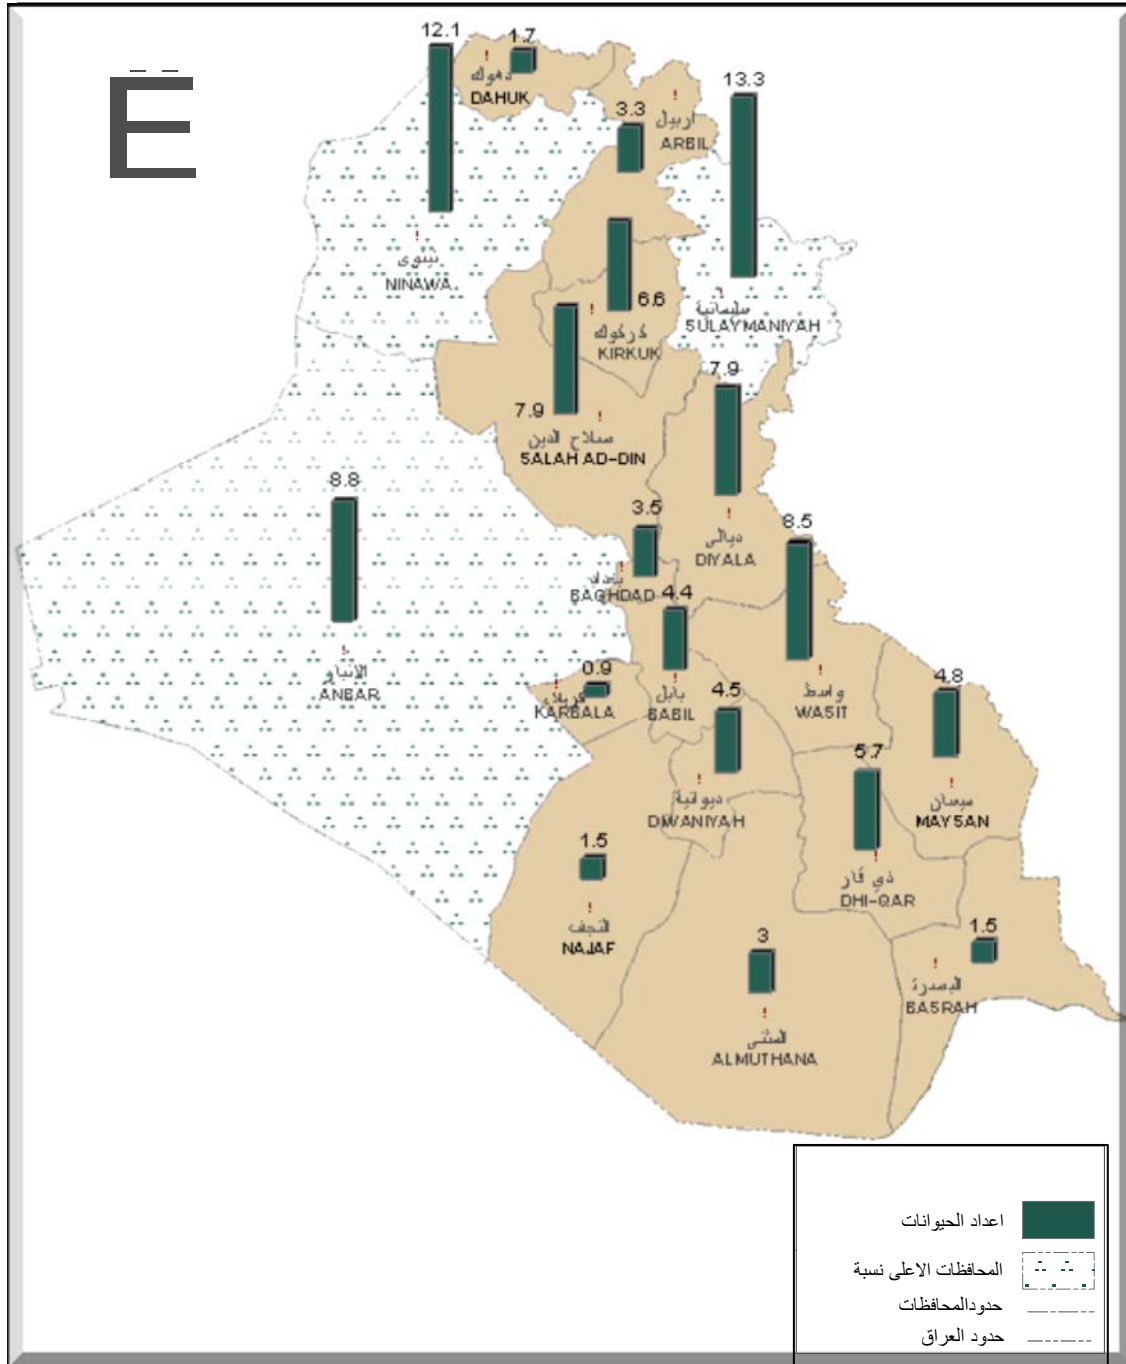 Ë
12.1
1.7
دهوك
DAHUK
13.3
3.3
اربيل
ARBIL
نينوى
NINAWA
6.6
سليمانية
SULAYMANIYAH
كركوك
KIRKUK
7.9
7.9
صلاح الدين
SALAH AD-DIN
8.8
3.5
8.5
ديالى
DIYALA
بغداد
BAGHDAD
4.4
الانبار
ANBAR
0.9
كربلاء
KARBALA
بابل
BABIL
4.5
واسط
WASIT
4.8
5.7
ديوانية
DIWANIYAH
ميسان
MAYSAN
1.5
ذي قار
DHI-QAR
النجف
NAJAF
3
1.5
البصرة
BASRAH
المثنى
ALMUTHANA
اعداد الحيوانات
المحافظات الاعلى نسبة
حدودالمحافظات
حدود العراق